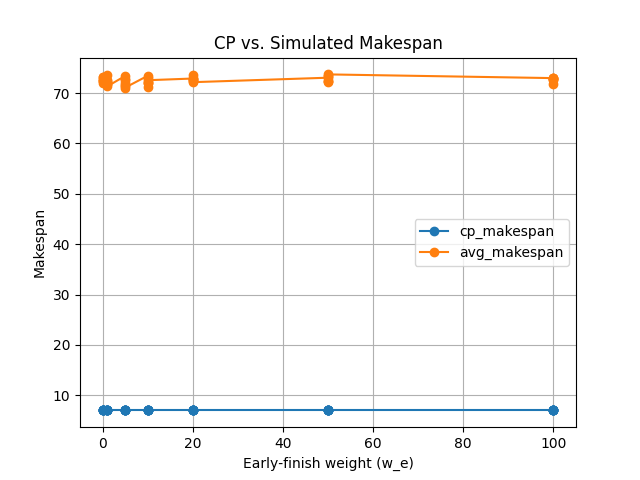 CP vs. Simulated Makespan
70
60
50
40
30
20
10
Makespan
cp_makespan
avg_makespan
0 20 40 60 80 100
Early-finish weight (w_e)